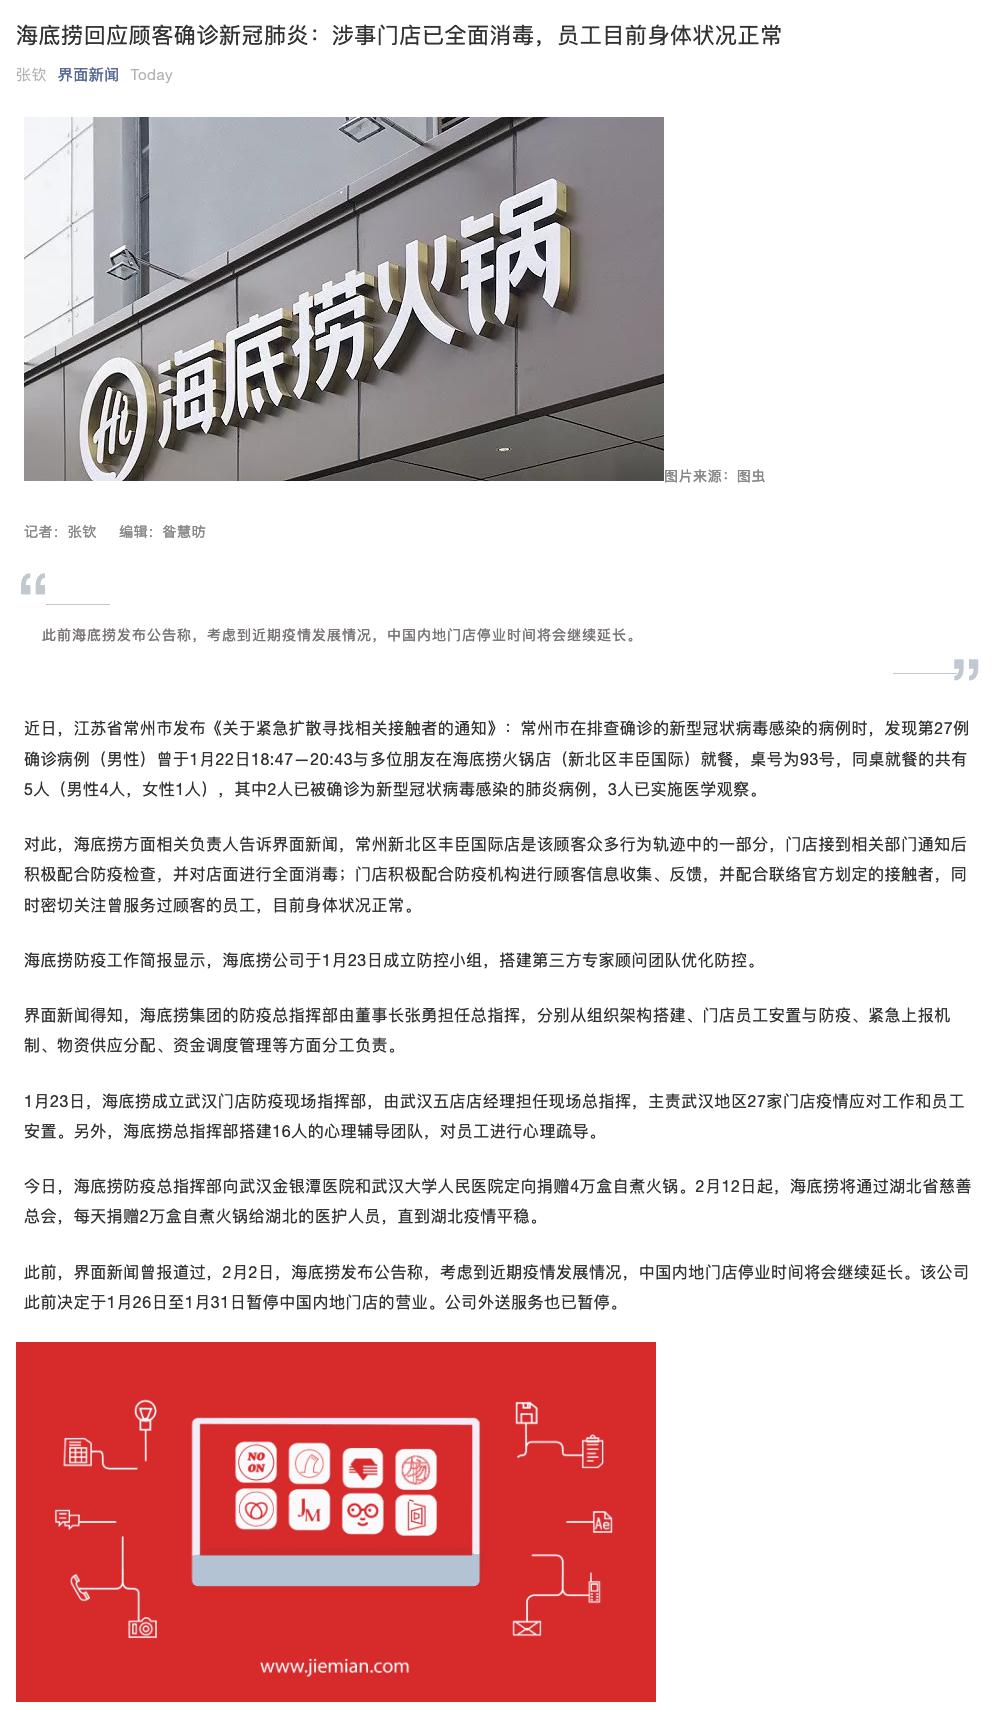 海底捞回应顾客确诊新冠肺炎：涉事门店已全面消毒，员工目前身体状况正常
张钦 界面新闻 Today
Hi 海底捞火锅
图片来源：图虫
记者：张钦 编辑：昝慧昉
“
此前海底捞发布公告称，考虑到近期疫情发展情况，中国内地门店停业时间将会继续延长。
”
近日，江苏省常州市发布《关于紧急扩散寻找相关接触者的通知》：常州市在排查确诊的新型冠状病毒感染的病例时，发现第27例
确诊病例（男性）曾于1月22日18:47—20:43与多位朋友在海底捞火锅店（新北区丰臣国际）就餐，桌号为93号，同桌就餐的共有
5人（男性4人，女性1人），其中2人已被确诊为新型冠状病毒感染的肺炎病例，3人已实施医学观察。
对此，海底捞方面相关负责人告诉界面新闻，常州新北区丰臣国际店是该顾客众多行为轨迹中的一部分，门店接到相关部门通知后
积极配合防疫检查，并对店面进行全面消毒；门店积极配合防疫机构进行顾客信息收集、反馈，并配合联络官方划定的接触者，同
时密切关注曾服务过顾客的员工，目前身体状况正常。
海底捞防疫工作简报显示，海底捞公司于1月23日成立防控小组，搭建第三方专家顾问团队优化防控。
界面新闻得知，海底捞集团的防疫总指挥部由董事长张勇担任总指挥，分别从组织架构搭建、门店员工安置与防疫、紧急上报机
制、物资供应分配、资金调度管理等方面分工负责。
1月23日，海底捞成立武汉门店防疫现场指挥部，由武汉五店店经理担任现场总指挥，主责武汉地区27家门店疫情应对工作和员工
安置。另外，海底捞总指挥部搭建16人的心理辅导团队，对员工进行心理疏导。
今日，海底捞防疫总指挥部向武汉金银潭医院和武汉大学人民医院定向捐赠4万盒自煮火锅。2月12日起，海底捞将通过湖北省慈善
总会，每天捐赠2万盒自煮火锅给湖北的医护人员，直到湖北疫情平稳。
此前，界面新闻曾报道过，2月2日，海底捞发布公告称，考虑到近期疫情发展情况，中国内地门店停业时间将会继续延长。该公司
此前决定于1月26日至1月31日暂停中国内地门店的营业。公司外送服务也已暂停。
NO
ON
JM
Ae
www.jiemian.com